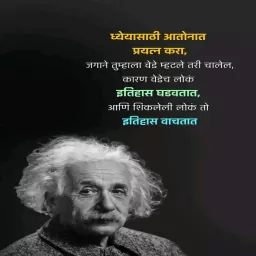 ध्येयासाठी आतोनात
प्रयत्न करा,
जगाने तुम्हाला वेडे म्हटले तरी चालेल,
कारण वेडेच लोकं
इतिहास घडवतात,
आणि शिकलेली लोकं तो
इतिहास वाचतात